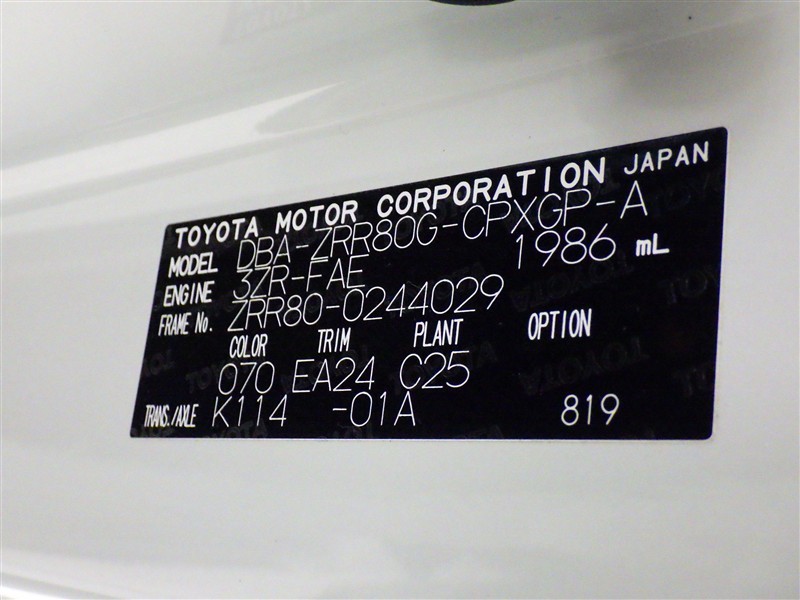 TOYOTA MOTOR CORPORATION JAPAN
MODEL DBA-ZRR80G-CPXGP-A
ENGINE 3ZR-FAE 1986 mL
FRAME No. ZRR80-0244029
COLOR TRIM PLANT OPTION
070 EA24 C25
TRANS./AXLE K114 -01A 819